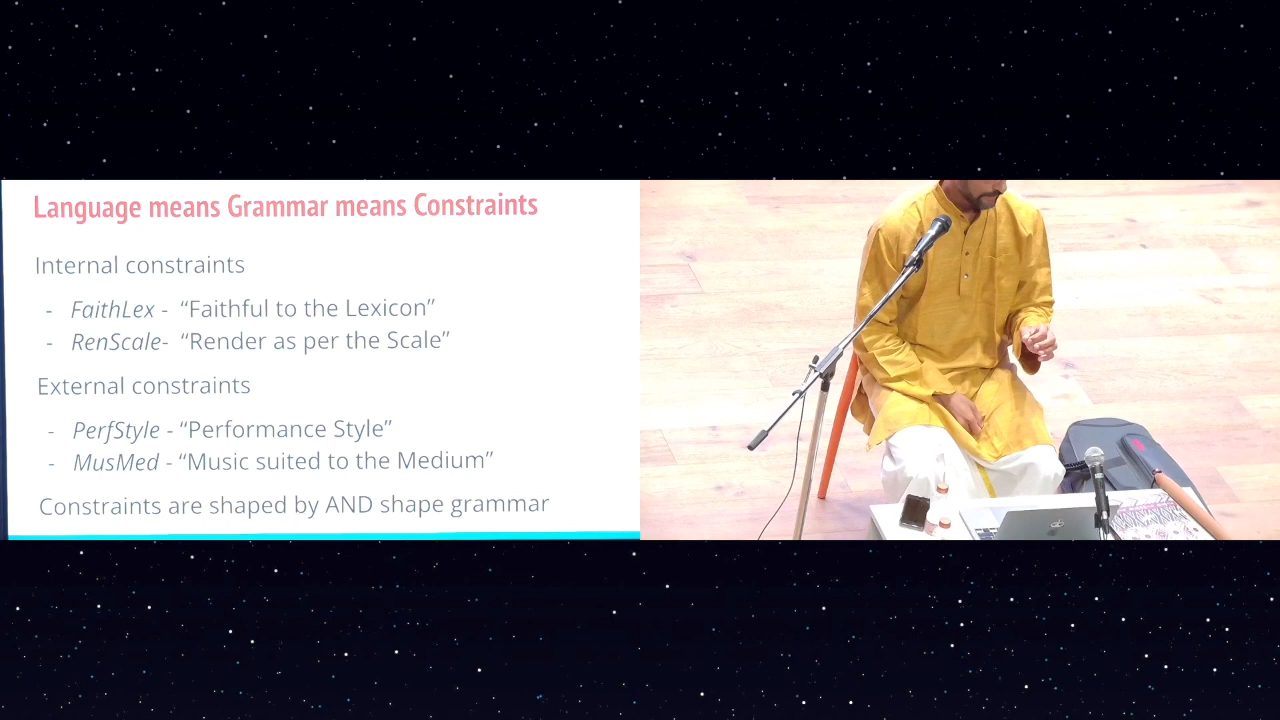 Language means Grammar means Constraints
Internal constraints
- FaithLex - “Faithful to the Lexicon”
- RenScale- “Render as per the Scale”
External constraints
- PerfStyle - “Performance Style”
- MusMed - “Music suited to the Medium”
Constraints are shaped by AND shape grammar